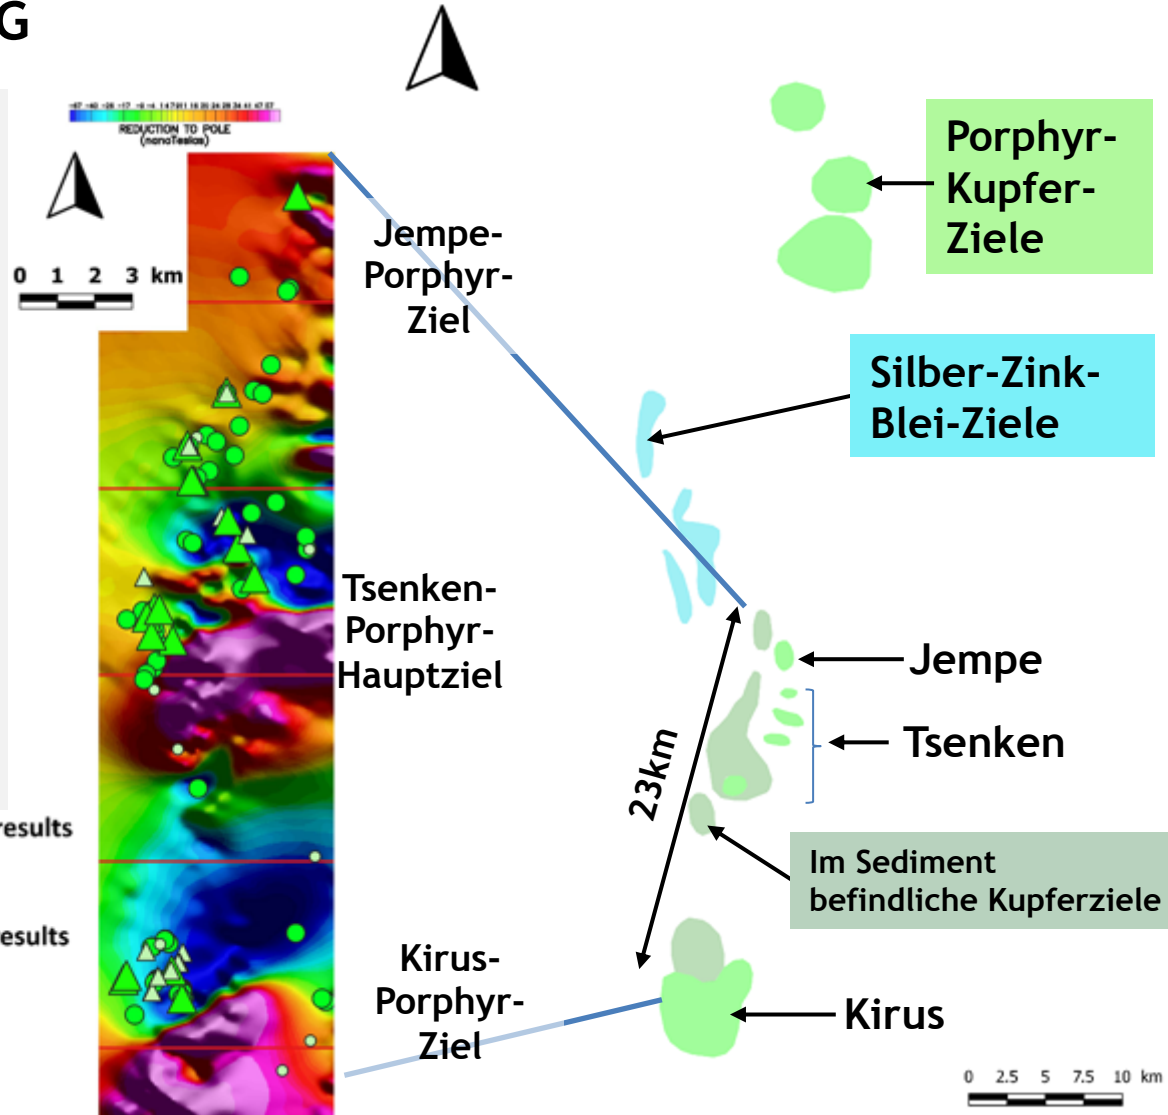 G
REDUCTION TO POLE
(nanoTeslas)
0 1 2 3 km
Jempe-
Porphyr-
Ziel
Porphyr-
Kupfer-
Ziele
Silber-Zink-
Blei-Ziele
Tsenken-
Porphyr-
Hauptziel
Jempe
Tsenken
23km
results
Im Sediment
befindliche Kupferziele
results
Kirus-
Porphyr-
Ziel
Kirus
0 2.5 5 7.5 10 km